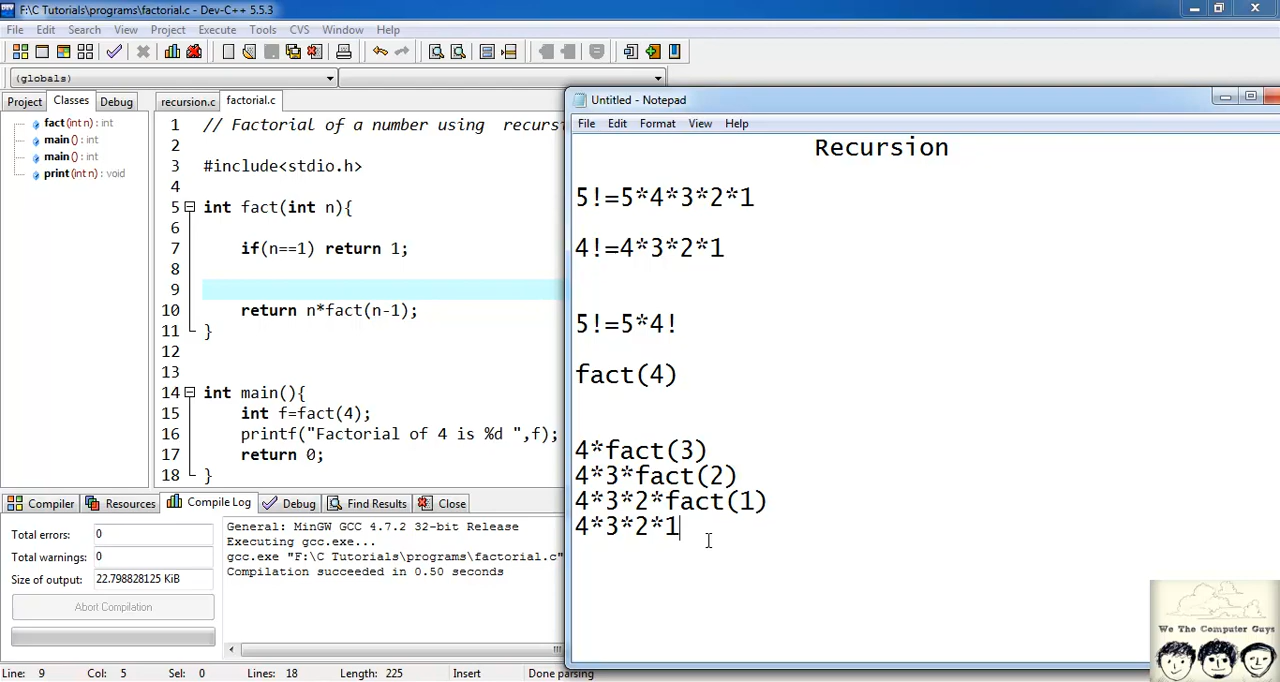 F:\C Tutorials\programs\factorial.c - Dev-C++ 5.5.3
File Edit Search View Project Execute Tools CVS Window Help
(globals)
Project Classes Debug
recursion.c factorial.c
fact (int n) : int
main () : int
main () : int
print (int n) : void
1 // Factorial of a number using recurs
2
3 #include<stdio.h>
4
5 int fact(int n){
6
7 if(n==1) return 1;
8
9
10 return n*fact(n-1);
11 }
12
13
14 int main(){
15 int f=fact(4);
16 printf("Factorial of 4 is %d ",f);
17 return 0;
18 }
Untitled - Notepad
File Edit Format View Help
Recursion
5!=5*4*3*2*1
4!=4*3*2*1
5!=5*4!
fact(4)
4*fact(3)
4*3*fact(2)
4*3*2*fact(1)
4*3*2*1
Compiler Resources Compile Log Debug Find Results Close
Total errors: 0
Total warnings: 0
Size of output: 22.798828125 KiB
Abort Compilation
General: MinGW GCC 4.7.2 32-bit Release
Executing gcc.exe...
gcc.exe "F:\C Tutorials\programs\factorial.c"
Compilation succeeded in 0.50 seconds
Line: 9 Col: 5 Sel: 0 Lines: 18 Length: 225 Insert Done parsing
We The Computer Guys